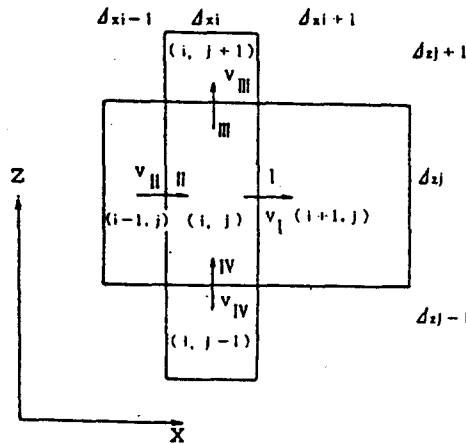 Δxi−1 Δxi Δxi+1
(i, j+1) Δzj+1
VIII
III
Z VII II I Δzj
(i−1, j) (i, j) VI (i+1, j)
IV
VIV
(i, j−1) Δzj−1
X